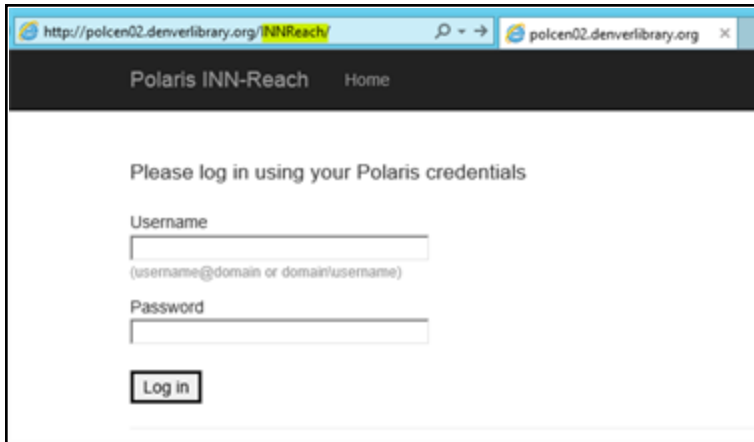 http://polcen02.denverlibrary.org/INNReach/
polcen02.denverlibrary.org
Polaris INN-Reach Home
Please log in using your Polaris credentials
Username
(username@domain or domain\username)
Password
Log in